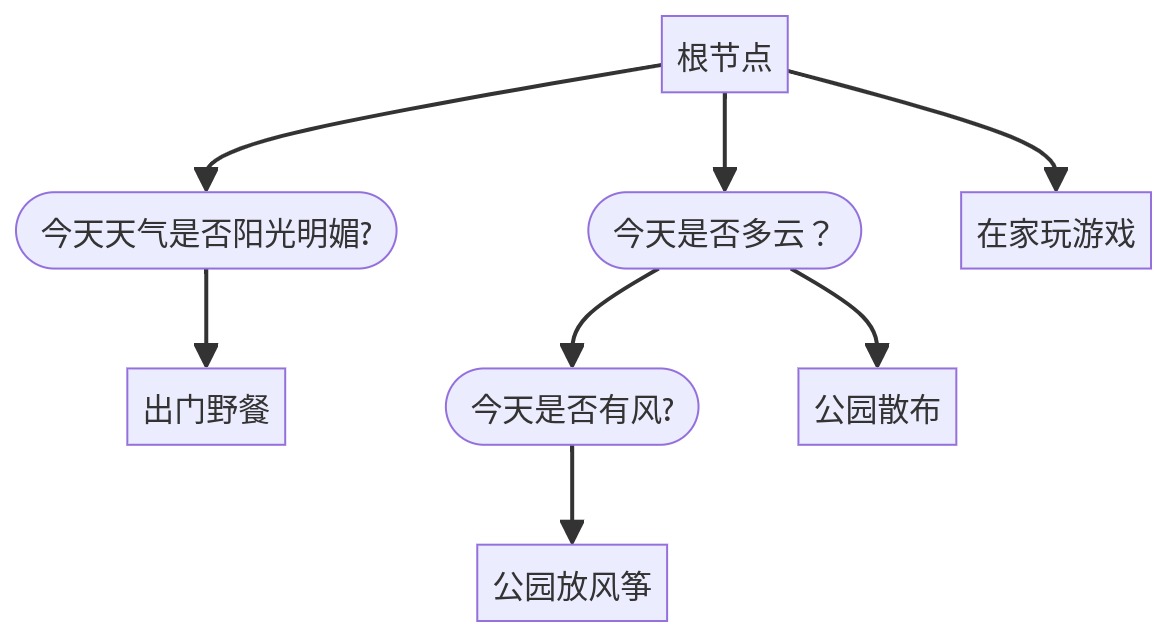 根节点
今天天气是否阳光明媚?
今天是否多云？
在家玩游戏
出门野餐
今天是否有风?
公园散布
公园放风筝